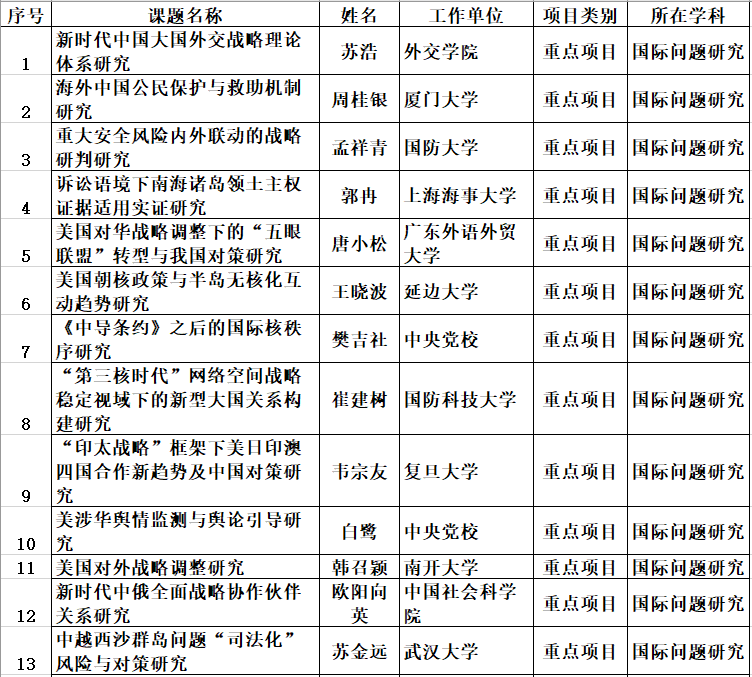 序号 课题名称 姓名 工作单位 项目类别 所在学科
新时代中国大国外交战略理论
1 体系研究 苏浩 外交学院 重点项目 国际问题研究
海外中国公民保护与救助机制
2 研究 周桂银 厦门大学 重点项目 国际问题研究
重大安全风险内外联动的战略
3 研判研究 孟祥青 国防大学 重点项目 国际问题研究
诉讼语境下南海诸岛领土主权
4 证据适用实证研究 郭冉 上海海事大学 重点项目 国际问题研究
美国对华战略调整下的“五眼 广东外语外贸
5 联盟”转型与我国对策研究 唐小松 大学 重点项目 国际问题研究
美国朝核政策与半岛无核化互
6 动趋势研究 王晓波 延边大学 重点项目 国际问题研究
《中导条约》之后的国际核秩
7 序研究 樊吉社 中央党校 重点项目 国际问题研究
“第三核时代”网络空间战略
稳定视域下的新型大国关系构 崔建树 国防科技大学 重点项目 国际问题研究
8 建研究
“印太战略”框架下美日印澳
四国合作新趋势及中国对策研 韦宗友 复旦大学 重点项目 国际问题研究
9 究
美涉华舆情监测与舆论引导研
10 究 白鹭 中央党校 重点项目 国际问题研究
11 美国对外战略调整研究 韩召颖 南开大学 重点项目 国际问题研究
新时代中俄全面战略协作伙伴 欧阳向 中国社会科学
12 关系研究 英 院 重点项目 国际问题研究
中越西沙群岛问题“司法化”
13 风险与对策研究 苏金远 武汉大学 重点项目 国际问题研究